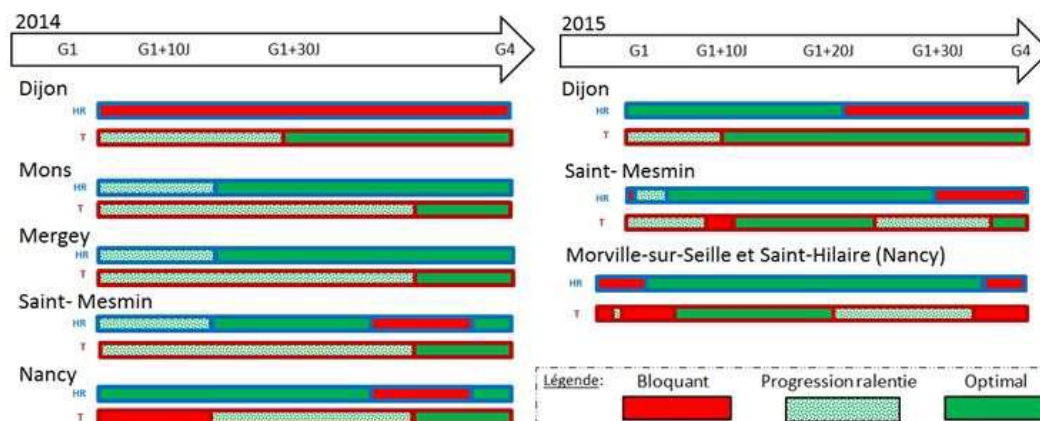 2014
G1 G1+10J G1+30J G4
Dijon
HR
T
Mons
HR
T
Mergey
HR
T
Saint- Mesmin
HR
T
Nancy
HR
T
2015
G1 G1+10J G1+20J G1+30J G4
Dijon
HR
T
Saint- Mesmin
HR
T
Morville-sur-Seille et Saint-Hilaire (Nancy)
HR
T
Légende: Bloquant Progression ralentie Optimal